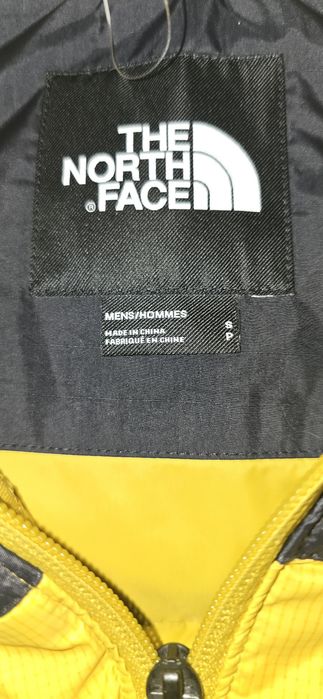 THE
NORTH
FACE
®
MENS/HOMMES
MADE IN CHINA
FABRIQUÉ EN CHINE
S
P